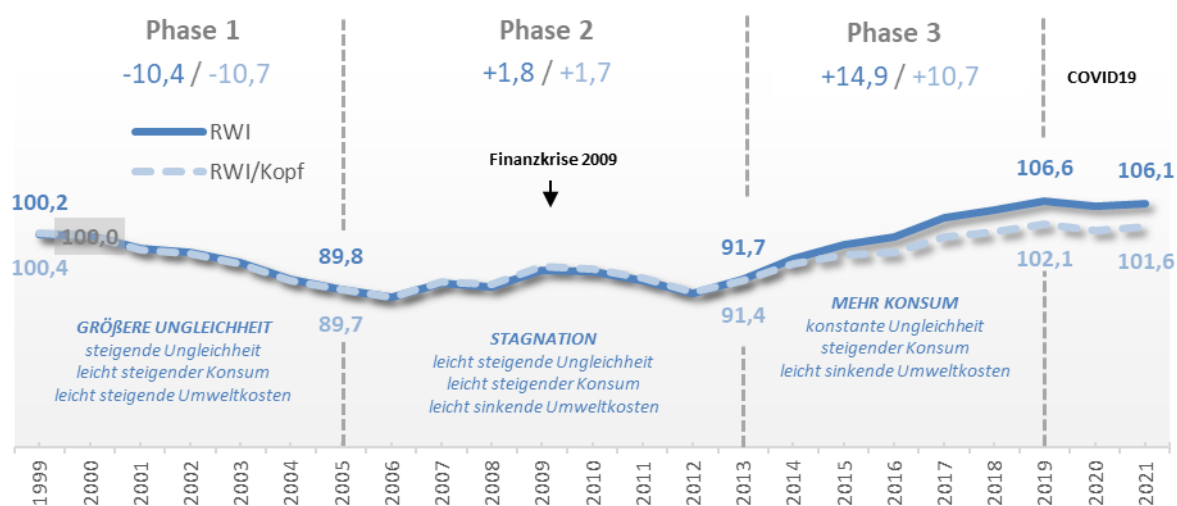 Phase 1
-10,4 / -10,7
Phase 2
+1,8 / +1,7
Phase 3
+14,9 / +10,7
COVID19
RWI
RWI/Kopf
Finanzkrise 2009
100,2
100,0
100,4
89,8
89,7
91,7
91,4
106,6
102,1
106,1
101,6
GRÖßERE UNGLEICHHEIT
steigende Ungleichheit
leicht steigender Konsum
leicht steigende Umweltkosten
STAGNATION
leicht steigende Ungleichheit
leicht steigender Konsum
leicht sinkende Umweltkosten
MEHR KONSUM
konstante Ungleichheit
steigender Konsum
leicht sinkende Umweltkosten
1999
2000
2001
2002
2003
2004
2005
2006
2007
2008
2009
2010
2011
2012
2013
2014
2015
2016
2017
2018
2019
2020
2021